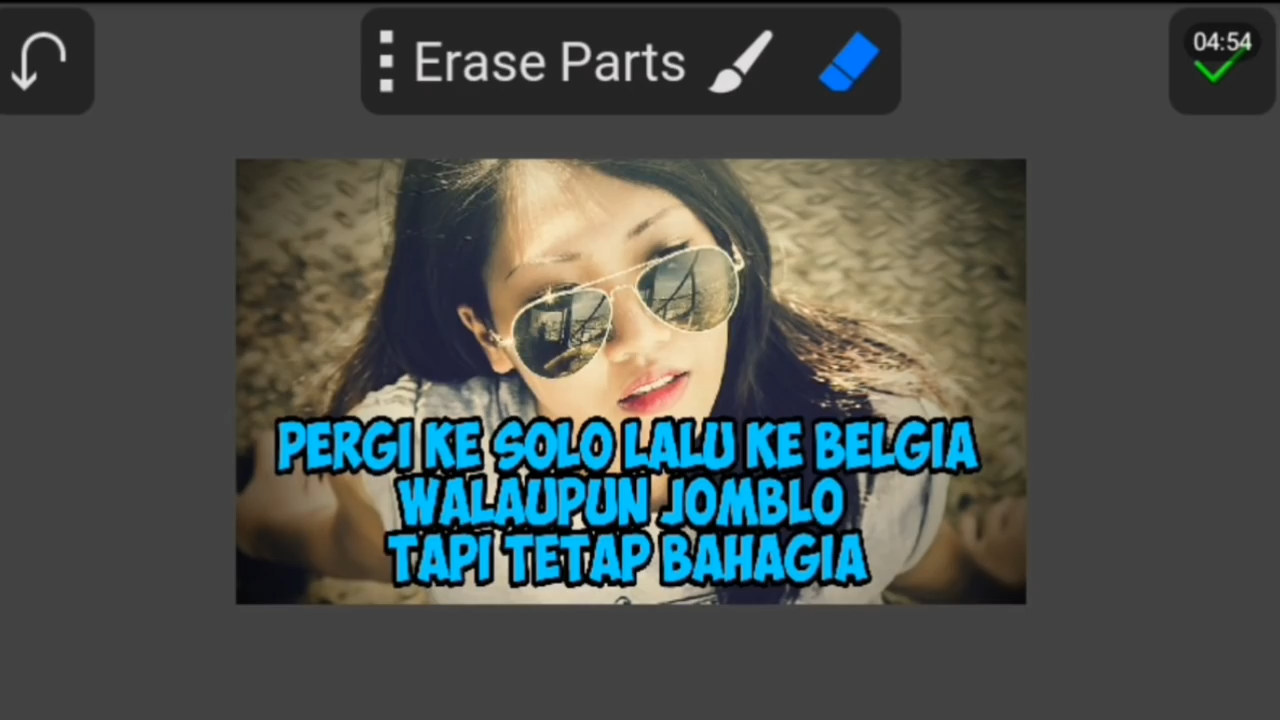 Erase Parts
04:54
PERGI KE SOLO LALU KE BELGIA
WALAUPUN JOMBLO
TAPI TETAP BAHAGIA